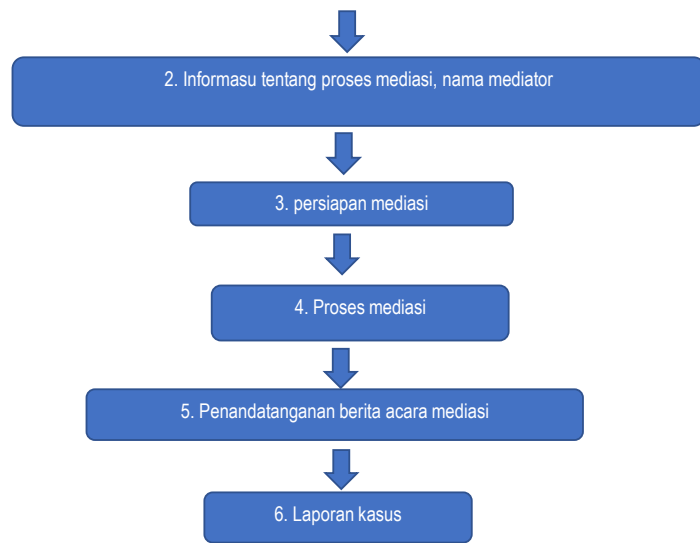 2. Informasu tentang proses mediasi, nama mediator
3. persiapan mediasi
4. Proses mediasi
5. Penandatanganan berita acara mediasi
6. Laporan kasus